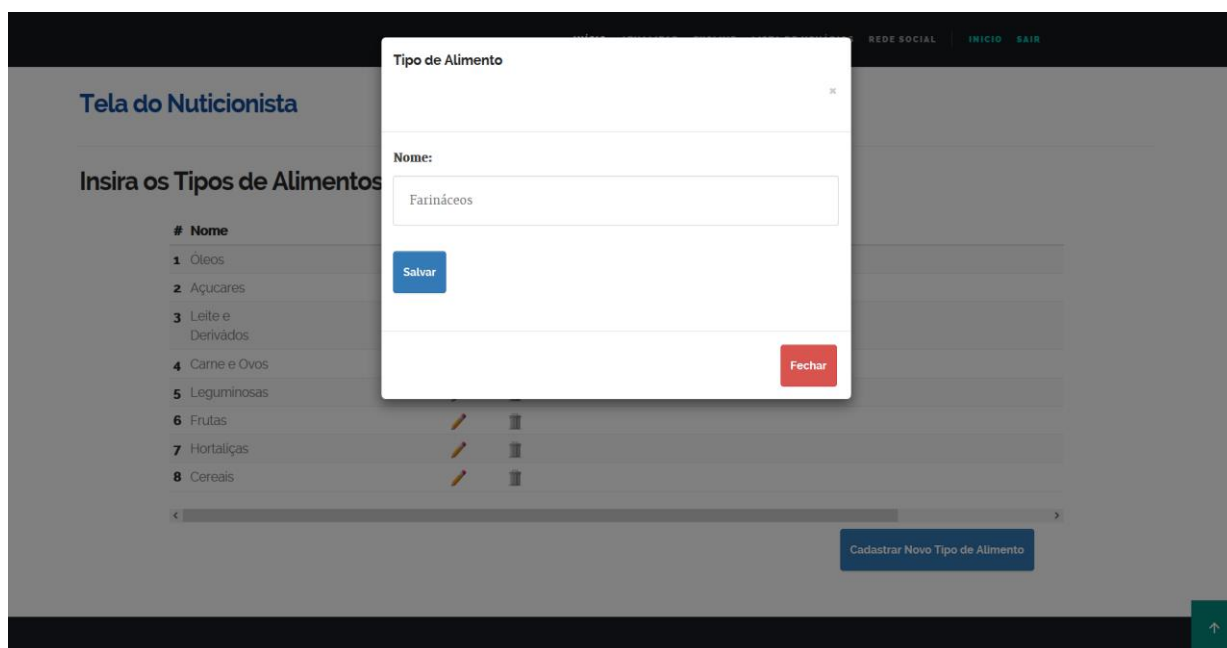 REDE SOCIAL INICIO SAIR
Tipo de Alimento
×
Tela do Nuticionista
Nome:
Insira os Tipos de Alimentos
Farináceos
# Nome
1 Óleos
Salvar
2 Açucares
3 Leite e
Derivádos
4 Carne e Ovos
Fechar
5 Leguminosas
6 Frutas
7 Hortaliças
8 Cereais
Cadastrar Novo Tipo de Alimento